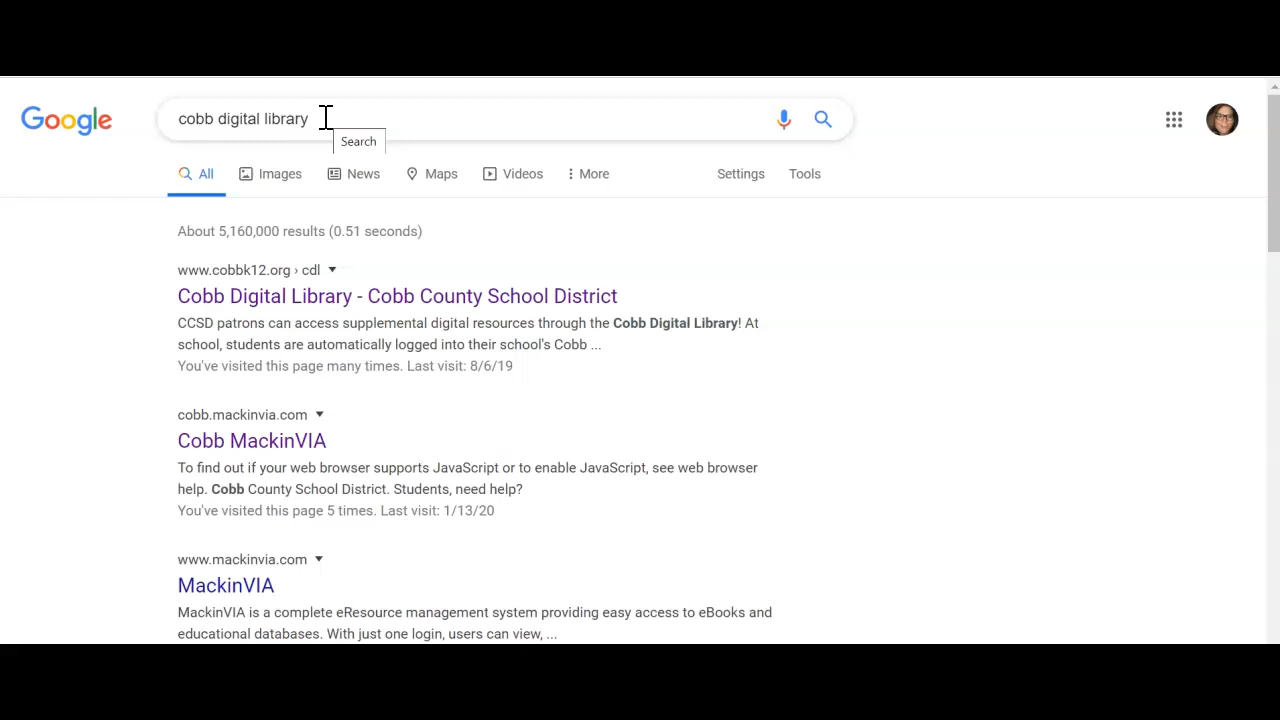 Google
cobb digital library
Search
All Images News Maps Videos More Settings Tools
About 5,160,000 results (0.51 seconds)
www.cobbk12.org › cdl
Cobb Digital Library - Cobb County School District
CCSD patrons can access supplemental digital resources through the Cobb Digital Library! At
school, students are automatically logged into their school's Cobb ...
You've visited this page many times. Last visit: 8/6/19
cobb.mackinvia.com
Cobb MackinVIA
To find out if your web browser supports JavaScript or to enable JavaScript, see web browser
help. Cobb County School District. Students, need help?
You've visited this page 5 times. Last visit: 1/13/20
www.mackinvia.com
MackinVIA
MackinVIA is a complete eResource management system providing easy access to eBooks and
educational databases. With just one login, users can view, ...